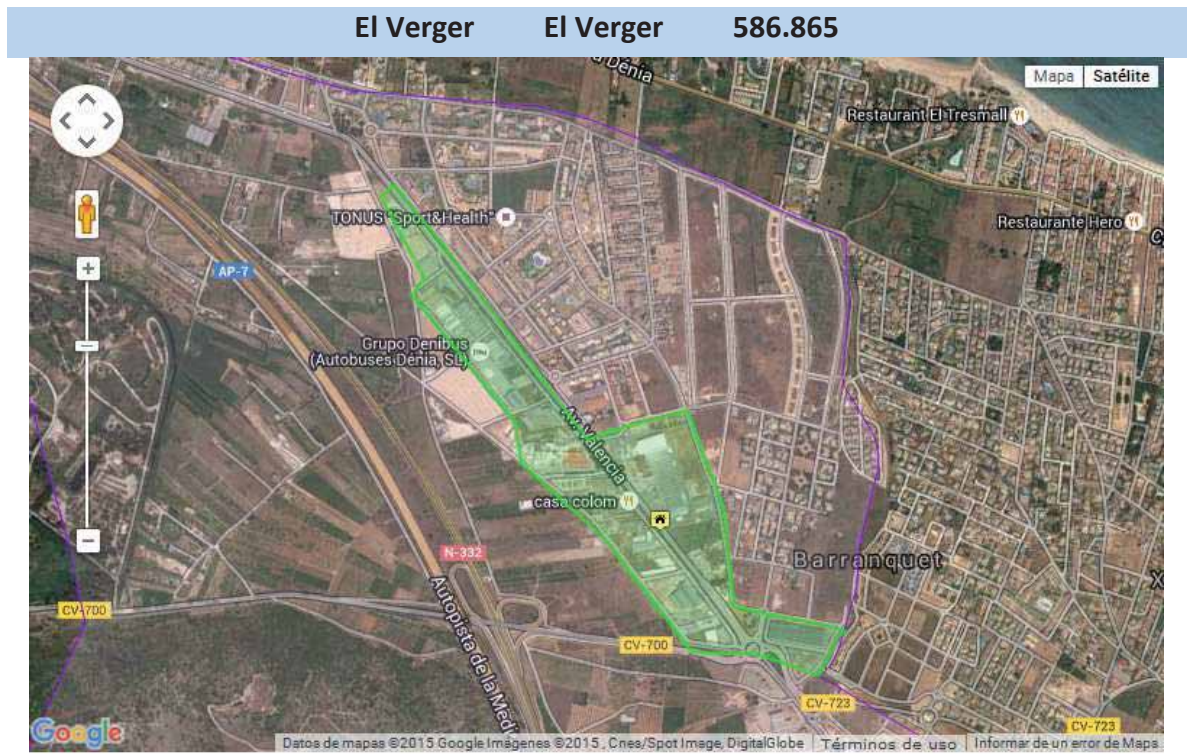 El Verger El Verger 586.865
a Dénia
Mapa Satélite
Restaurant El Tresmall
TONUS "Sport&Health"
Restaurante Hero
AP-7
Grupo Denibus
(Autobuses Dénia, SL)
Av. Valencia
casa colom
N-332
Barranquet
CV-700
Autopista de la Medi
CV-700
CV-723
CV-723
Google
Datos de mapas ©2015 Google Imágenes ©2015 , Cnes/Spot Image, DigitalGlobe Términos de uso Informar de un error de Maps